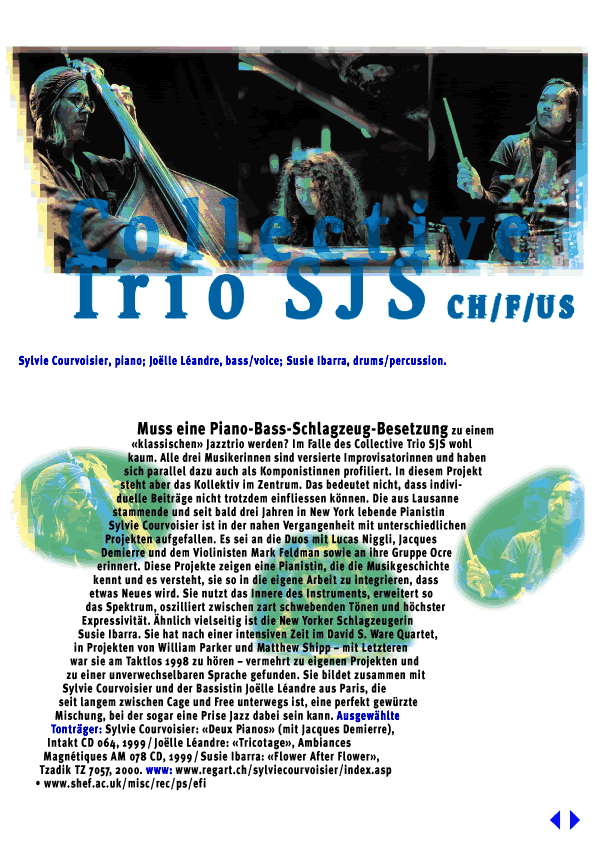 Collective
Trio SJS CH/F/US
Sylvie Courvoisier, piano; Joëlle Léandre, bass/voice; Susie Ibarra, drums/percussion.
Muss eine Piano-Bass-Schlagzeug-Besetzung zu einem
«klassischen» Jazztrio werden? Im Falle des Collective Trio SJS wohl
kaum. Alle drei Musikerinnen sind versierte Improvisatorinnen und haben
sich parallel dazu auch als Komponistinnen profiliert. In diesem Projekt
steht aber das Kollektiv im Zentrum. Das bedeutet nicht, dass indivi-
duelle Beiträge nicht trotzdem einfliessen können. Die aus Lausanne
stammende und seit bald drei Jahren in New York lebende Pianistin
Sylvie Courvoisier ist in der nahen Vergangenheit mit unterschiedlichen
Projekten aufgefallen. Es sei an die Duos mit Lucas Niggli, Jacques
Demierre und dem Violinisten Mark Feldman sowie an ihre Gruppe Ocre
erinnert. Diese Projekte zeigen eine Pianistin, die die Musikgeschichte
kennt und es versteht, sie so in die eigene Arbeit zu integrieren, dass
etwas Neues wird. Sie nutzt das Innere des Instruments, erweitert so
das Spektrum, oszilliert zwischen zart schwebenden Tönen und höchster
Expressivität. Ähnlich vielseitig ist die New Yorker Schlagzeugerin
Susie Ibarra. Sie hat nach einer intensiven Zeit im David S. Ware Quartet,
in Projekten von William Parker und Matthew Shipp – mit Letzteren
war sie am Taktlos 1998 zu hören – vermehrt zu eigenen Projekten und
zu einer unverwechselbaren Sprache gefunden. Sie bildet zusammen mit
Sylvie Courvoisier und der Bassistin Joëlle Léandre aus Paris, die
seit langem zwischen Cage und Free unterwegs ist, eine perfekt gewürzte
Mischung, bei der sogar eine Prise Jazz dabei sein kann. Ausgewählte
Tonträger: Sylvie Courvoisier: «Deux Pianos» (mit Jacques Demierre),
Intakt CD 064, 1999 / Joëlle Léandre: «Tricotage», Ambiances
Magnétiques AM 078 CD, 1999 / Susie Ibarra: «Flower After Flower»,
Tzadik TZ 7057, 2000. www: www.regart.ch/sylviecourvoisier/index.asp
• www.shef.ac.uk/misc/rec/ps/efi